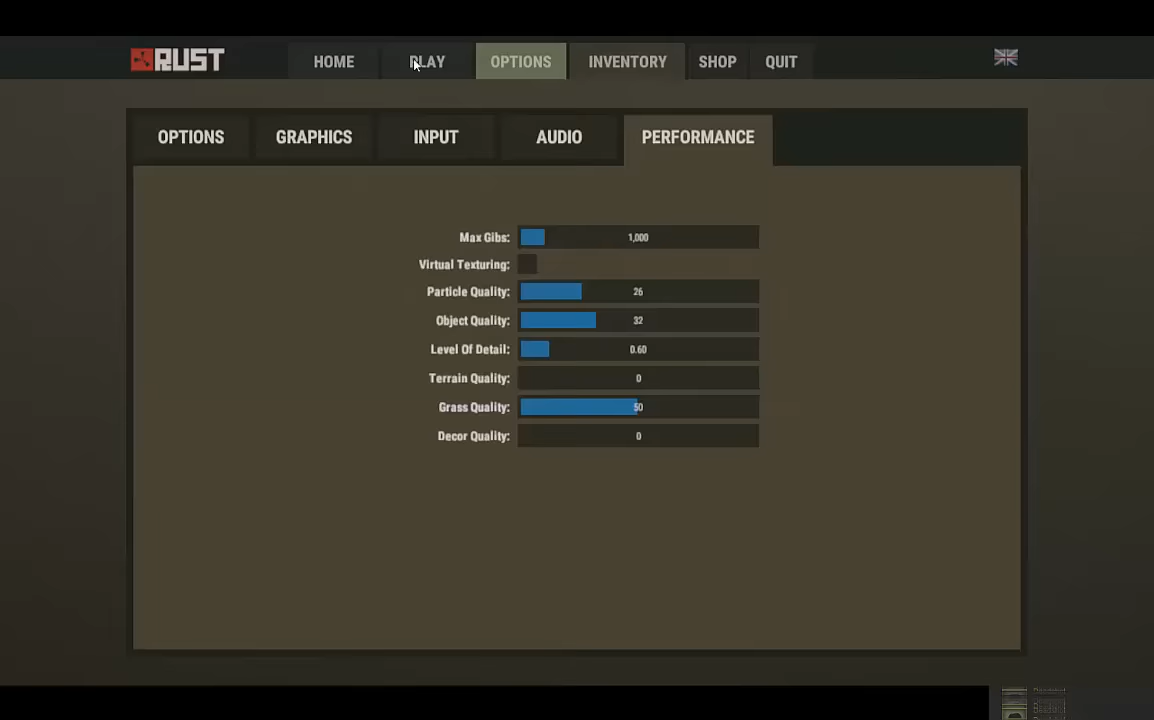 RUST
HOME PLAY OPTIONS INVENTORY SHOP QUIT
OPTIONS GRAPHICS INPUT AUDIO PERFORMANCE
Max Gibs: 1,000
Virtual Texturing:
Particle Quality: 26
Object Quality: 32
Level Of Detail: 0.60
Terrain Quality: 0
Grass Quality: 50
Decor Quality: 0